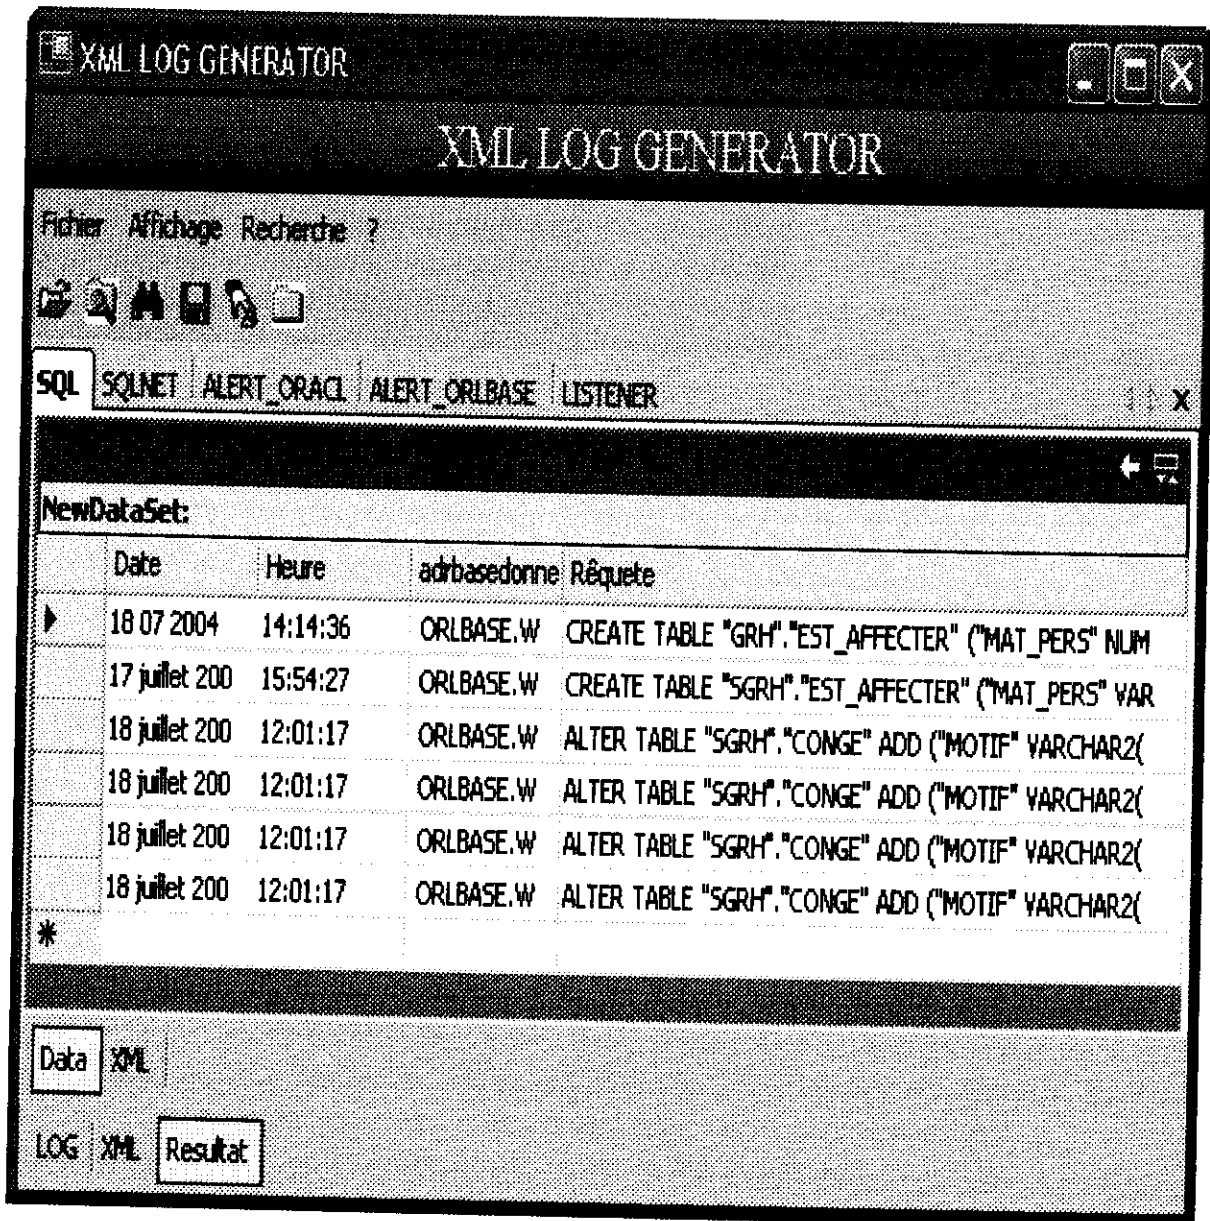 XML LOG GENERATOR
XML LOG GENERATOR
Fichier Affichage Recherche ?
SQL SQLNET ALERT_ORACL ALERT_ORLBASE LISTENER X
NewDataSet:
Date Heure adrbasedonne Rêquete
18 07 2004 14:14:36 ORLBASE.W CREATE TABLE "GRH"."EST_AFFECTER" ("MAT_PERS" NUM
17 juillet 200 15:54:27 ORLBASE.W CREATE TABLE "SGRH"."EST_AFFECTER" ("MAT_PERS" VAR
18 juillet 200 12:01:17 ORLBASE.W ALTER TABLE "SGRH"."CONGE" ADD ("MOTIF" VARCHAR2(
18 juillet 200 12:01:17 ORLBASE.W ALTER TABLE "SGRH"."CONGE" ADD ("MOTIF" VARCHAR2(
18 juillet 200 12:01:17 ORLBASE.W ALTER TABLE "SGRH"."CONGE" ADD ("MOTIF" VARCHAR2(
18 juillet 200 12:01:17 ORLBASE.W ALTER TABLE "SGRH"."CONGE" ADD ("MOTIF" VARCHAR2(
*
Data XML
LOG XML Resultat